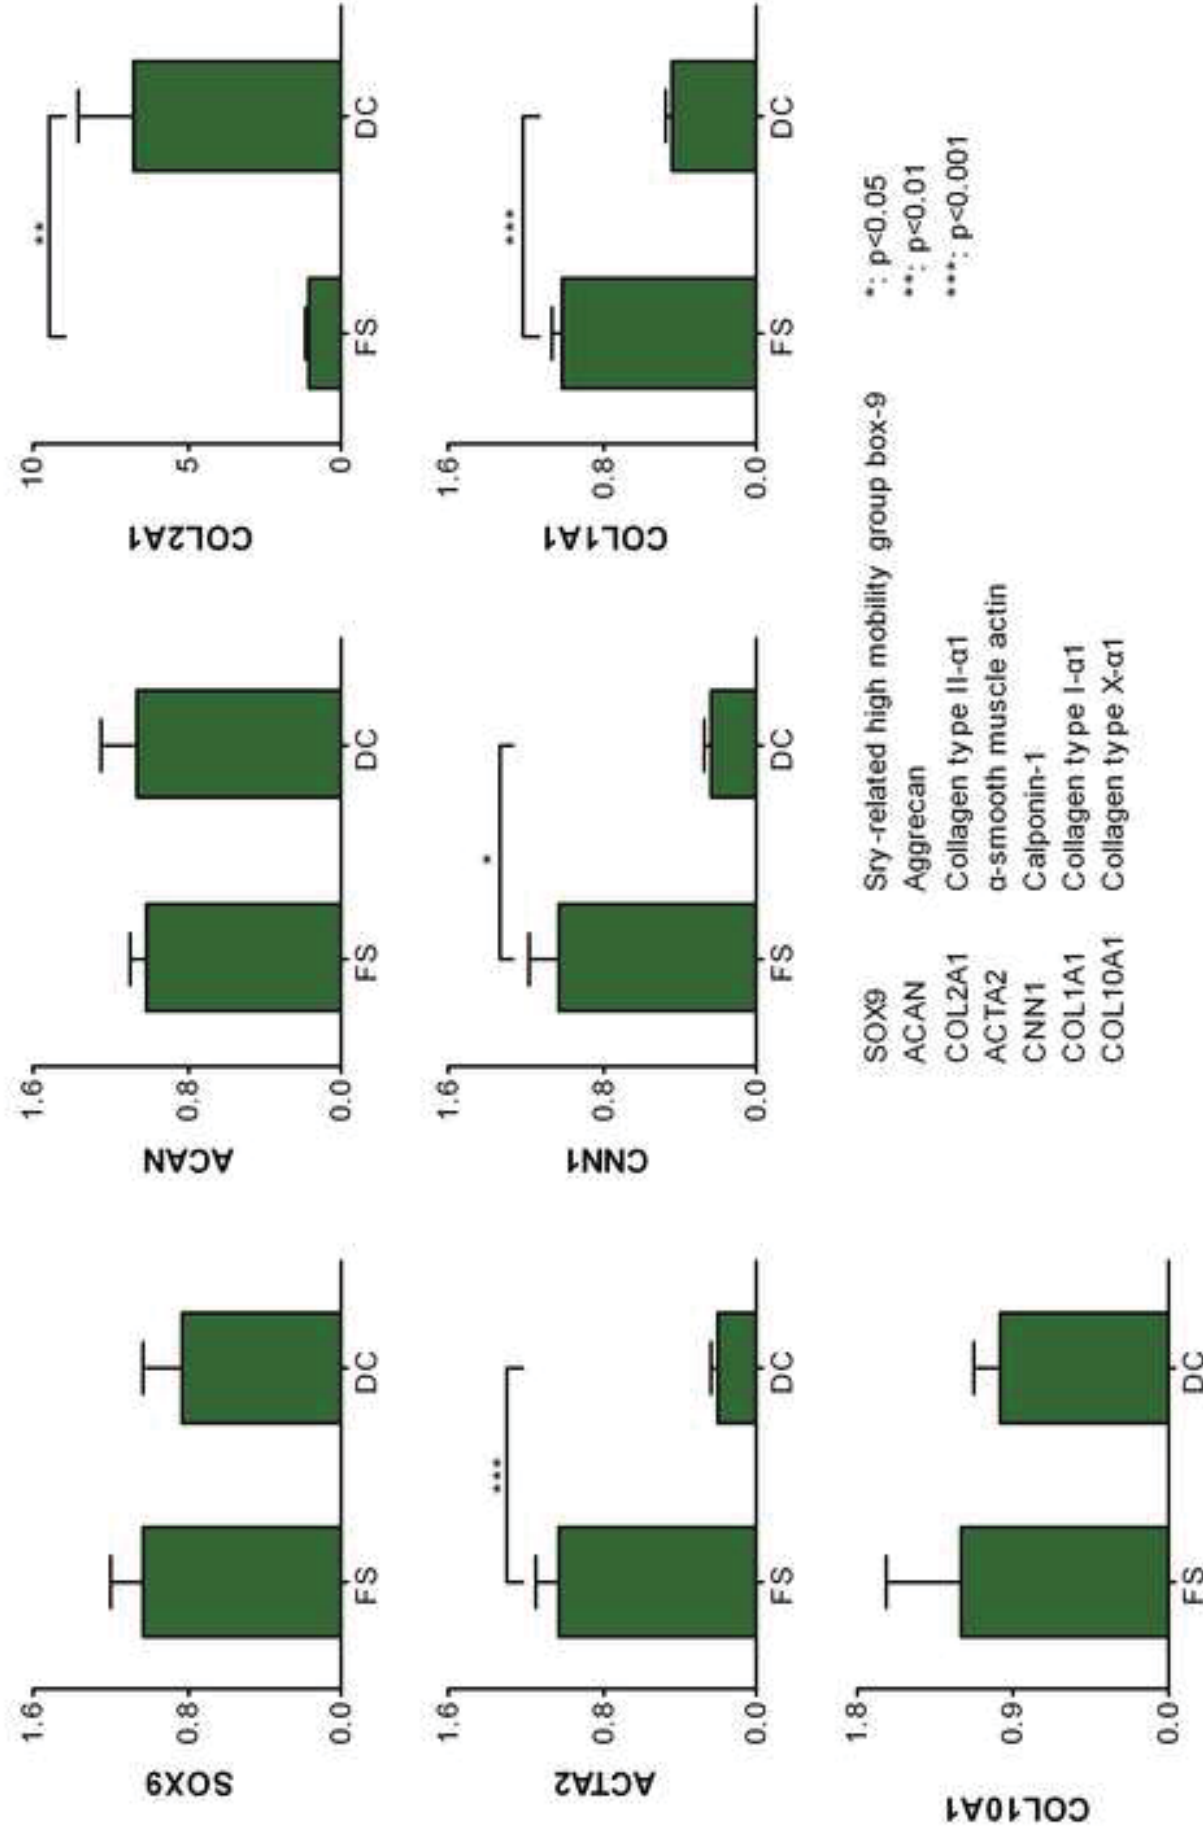 SOX9
1.6
0.8
0.0
FS
DC
ACAN
1.6
0.8
0.0
FS
DC
COL2A1
10
5
0
**
FS
DC
ACTA2
1.6
0.8
0.0
***
FS
DC
CNN1
1.6
0.8
0.0
*
FS
DC
COL1A1
1.6
0.8
0.0
***
FS
DC
COL10A1
1.8
0.9
0.0
FS
DC
SOX9 Sry-related high mobility group box-9
ACAN Aggrecan
COL2A1 Collagen type II-α1
ACTA2 α-smooth muscle actin
CNN1 Calponin-1
COL1A1 Collagen type I-α1
COL10A1 Collagen type X-α1
*: p<0.05
**: p<0.01
***: p<0.001